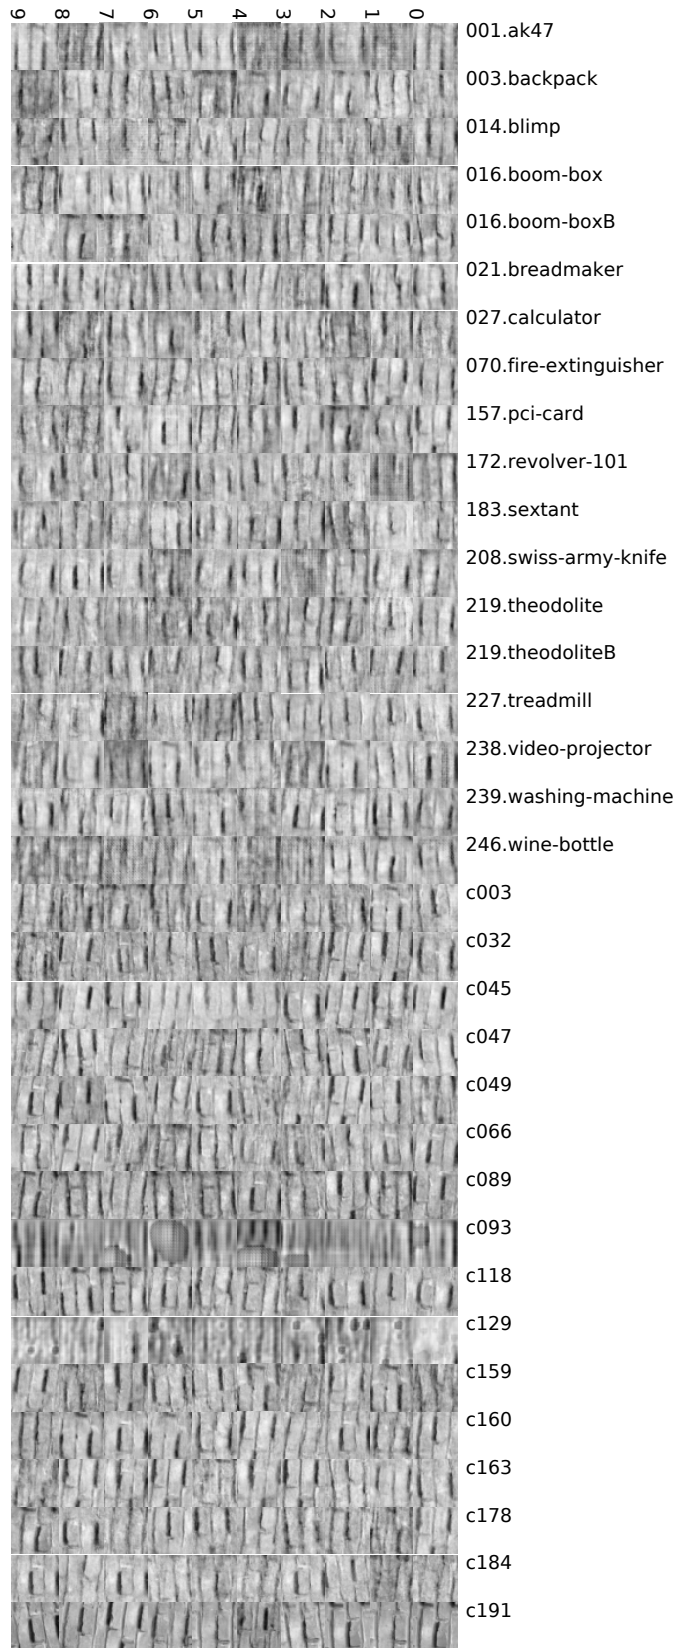 9 8 7 6 5 4 3 2 1 0
001.ak47
003.backpack
014.blimp
016.boom-box
016.boom-boxB
021.breadmaker
027.calculator
070.fire-extinguisher
157.pci-card
172.revolver-101
183.sextant
208.swiss-army-knife
219.theodolite
219.theodoliteB
227.treadmill
238.video-projector
239.washing-machine
246.wine-bottle
c003
c032
c045
c047
c049
c066
c089
c093
c118
c129
c159
c160
c163
c178
c184
c191